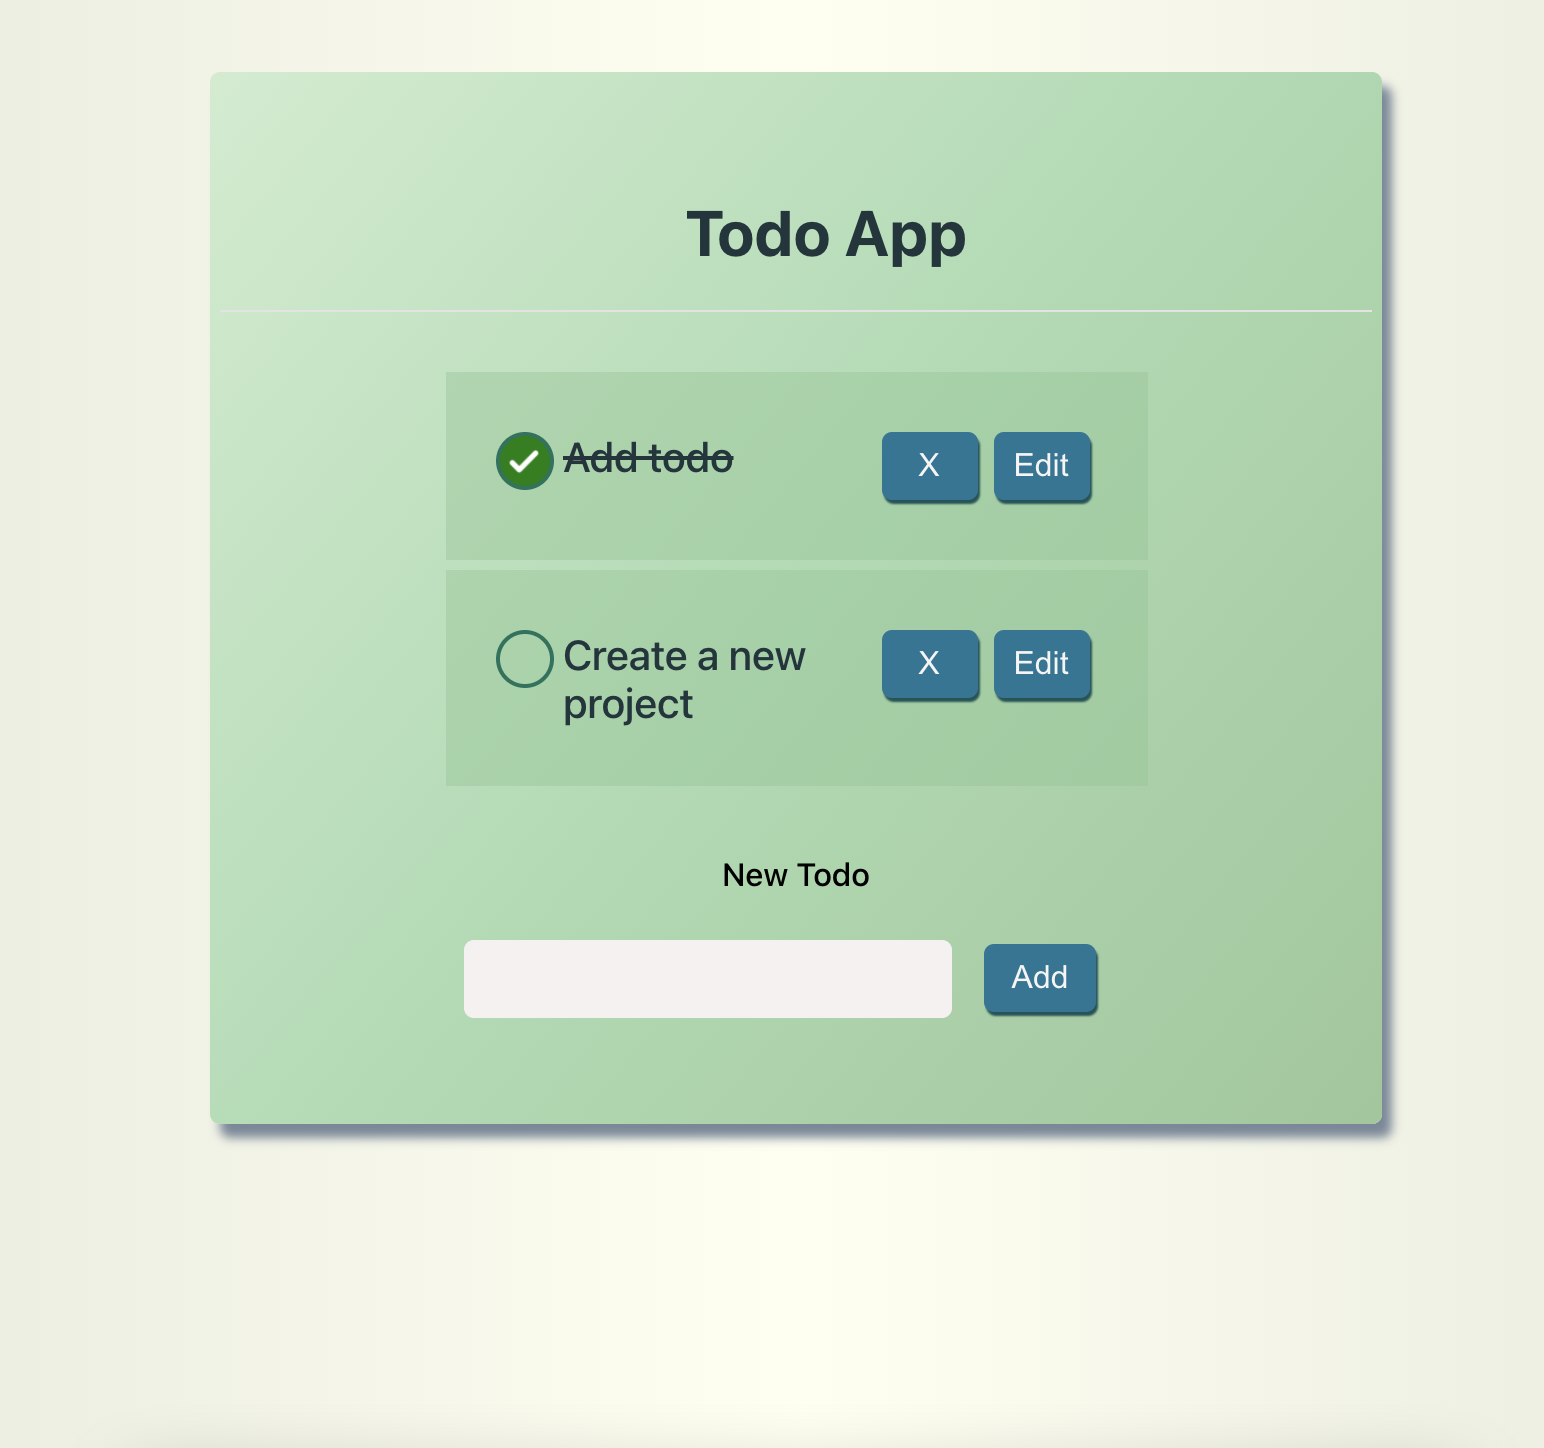 Todo App
Add todo
X
Edit
Create a new
project
X
Edit
New Todo
Add